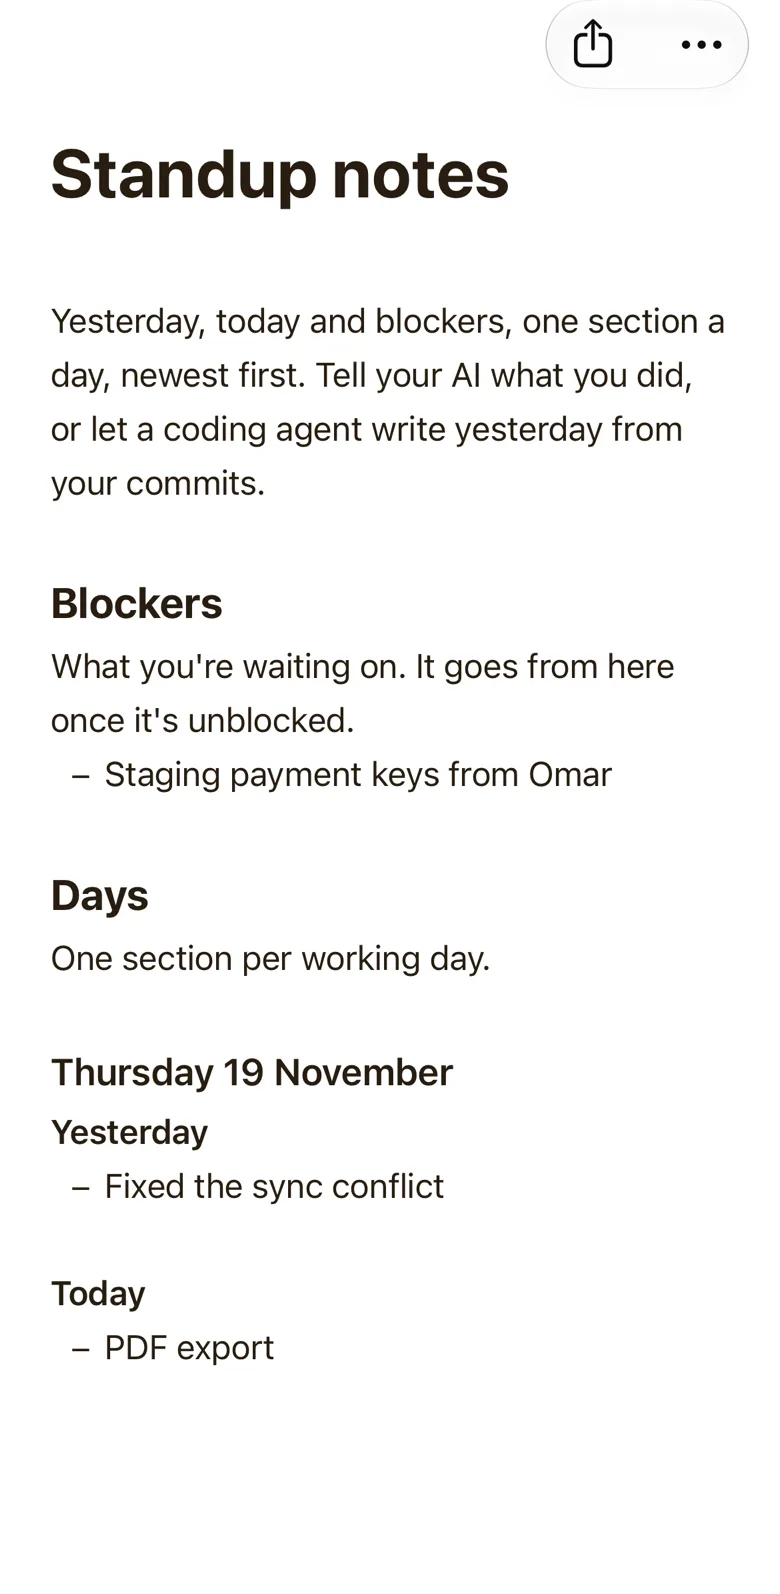 Standup notes
Yesterday, today and blockers, one section a
day, newest first. Tell your AI what you did,
or let a coding agent write yesterday from
your commits.
Blockers
What you're waiting on. It goes from here
once it's unblocked.
– Staging payment keys from Omar
Days
One section per working day.
Thursday 19 November
Yesterday
– Fixed the sync conflict
Today
– PDF export